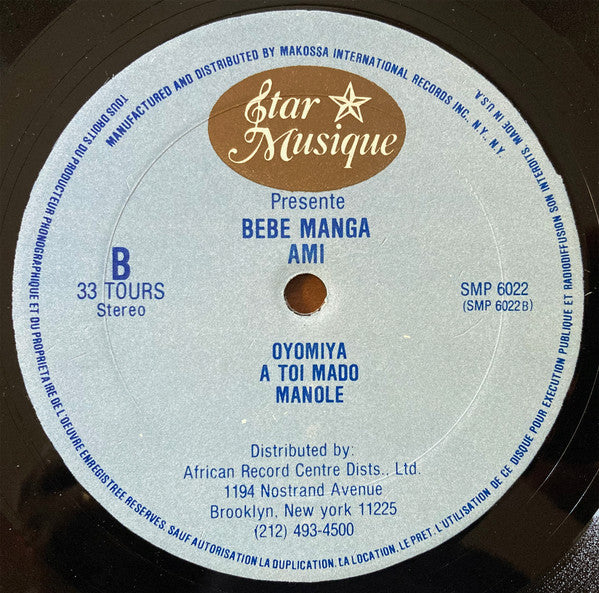 MANUFACTURED AND DISTRIBUTED BY MAKOSSA INTERNATIONAL RECORDS INC. N.Y., N.Y. MADE IN U.S.A
TOUS DROITS DU PRODUCTEUR PHONOGRAPHIQUE ET DU PROPRIETAIRE DE L'OEUVRE ENREGISTREE RESERVES. SAUF AUTORISATION LA DUPLICATION. LA LOCATION. LE PRET. L'UTILISATION DE CE DISQUE POUR EXECUTION PUBLIQUE ET RADIODIFFUSION SON INTERDITS.
Star
Musique
Presente
BEBE MANGA
AMI
B
33 TOURS
Stereo
SMP 6022
(SMP 6022B)
OYOMIYA
A TOI MADO
MANOLE
Distributed by:
African Record Centre Dists., Ltd.
1194 Nostrand Avenue
Brooklyn, New york 11225
(212) 493-4500